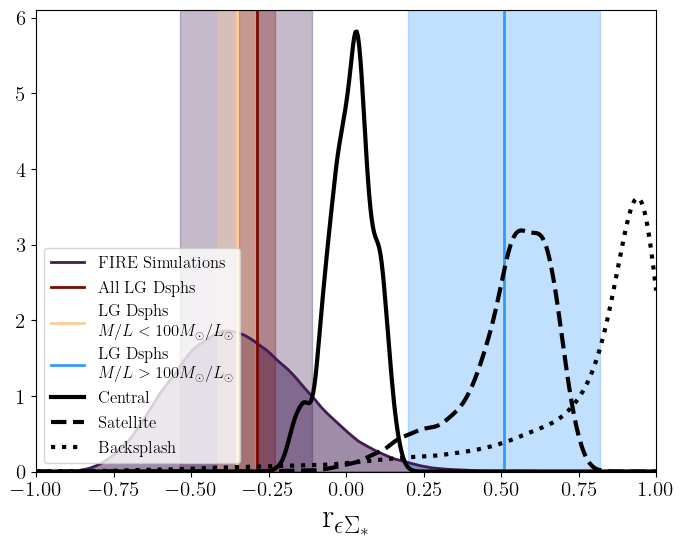 6
5
4
3
2
1
0
FIRE Simulations
All LG Dsphs
LG Dsphs
M/L < 100M⊙/L⊙
LG Dsphs
M/L > 100M⊙/L⊙
Central
Satellite
Backsplash
−1.00 −0.75 −0.50 −0.25 0.00 0.25 0.50 0.75 1.00
r_{ϵΣ_*}